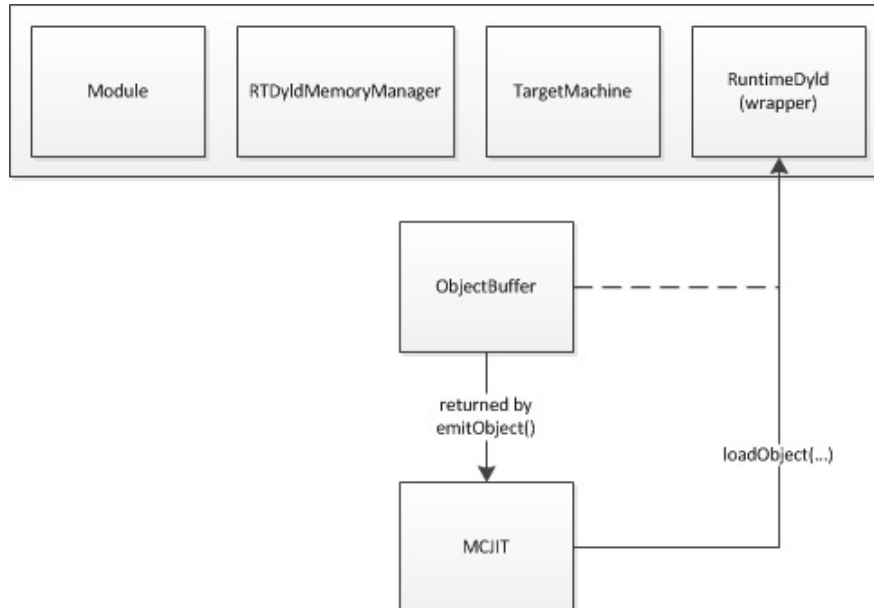 Module
RTDyldMemoryManager
TargetMachine
RuntimeDyld
(wrapper)
ObjectBuffer
returned by
emitObject()
loadObject(...)
MCJIT